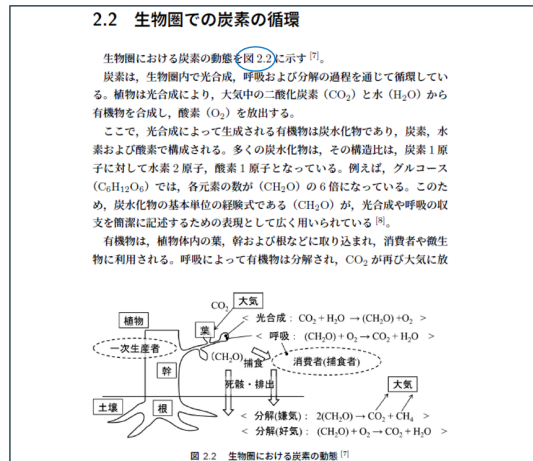 2.2 生物圏での炭素の循環
生物圏における炭素の動態を図2.2に示す [7]。
炭素は，生物圏内で光合成，呼吸および分解の過程を通じて循環してい
る。植物は光合成により，大気中の二酸化炭素（CO₂）と水（H₂O）から
有機物を合成し，酸素（O₂）を放出する。
ここで，光合成によって生成される有機物は炭水化物であり，炭素，水
素および酸素で構成される。多くの炭水化物は，その構造比は，炭素1原
子に対して水素2原子，酸素1原子となっている。例えば，グルコース
（C₆H₁₂O₆）では，各元素の数が（CH₂O）の6倍になっている。このた
め，炭水化物の基本単位の経験式である（CH₂O）が，光合成や呼吸の収
支を簡潔に記述するための表現として広く用いられている [8]。
有機物は，植物体内の葉，幹および根などに取り込まれ，消費者や微生
物に利用される。呼吸によって有機物は分解され，CO₂が再び大気に放
CO₂ 大気
植物
葉
< 光合成： CO₂ + H₂O → (CH₂O) +O₂ >
< 呼吸： (CH₂O) + O₂ → CO₂ + H₂O >
一次生産者
(CH₂O)
捕食
消費者(捕食者)
幹
死骸・排出
大気
土壌
根
< 分解(嫌気)： 2(CH₂O) → CO₂ + CH₄ >
< 分解(好気)： (CH₂O) + O₂ → CO₂ + H₂O >
図 2.2 生物圏における炭素の動態 [7]